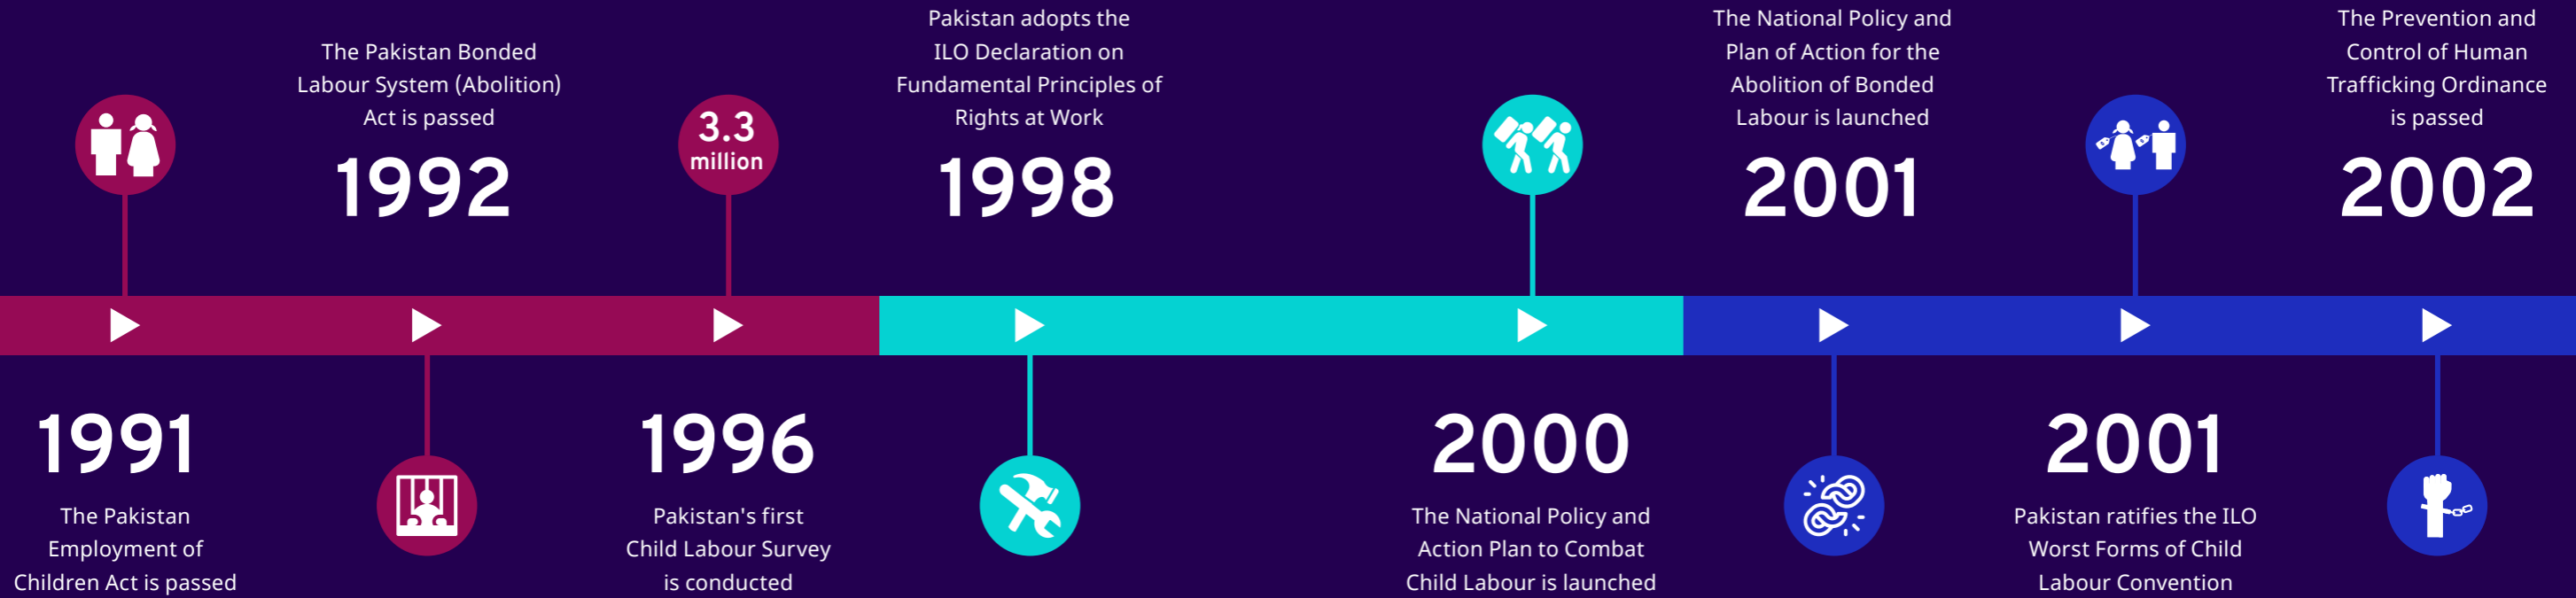 1991
The Pakistan
Employment of
Children Act is passed
The Pakistan Bonded
Labour System (Abolition)
Act is passed
1992
3.3
million
1996
Pakistan's first
Child Labour Survey
is conducted
Pakistan adopts the
ILO Declaration on
Fundamental Principles of
Rights at Work
1998
2000
The National Policy and
Action Plan to Combat
Child Labour is launched
The National Policy and
Plan of Action for the
Abolition of Bonded
Labour is launched
2001
2001
Pakistan ratifies the ILO
Worst Forms of Child
Labour Convention
The Prevention and
Control of Human
Trafficking Ordinance
is passed
2002